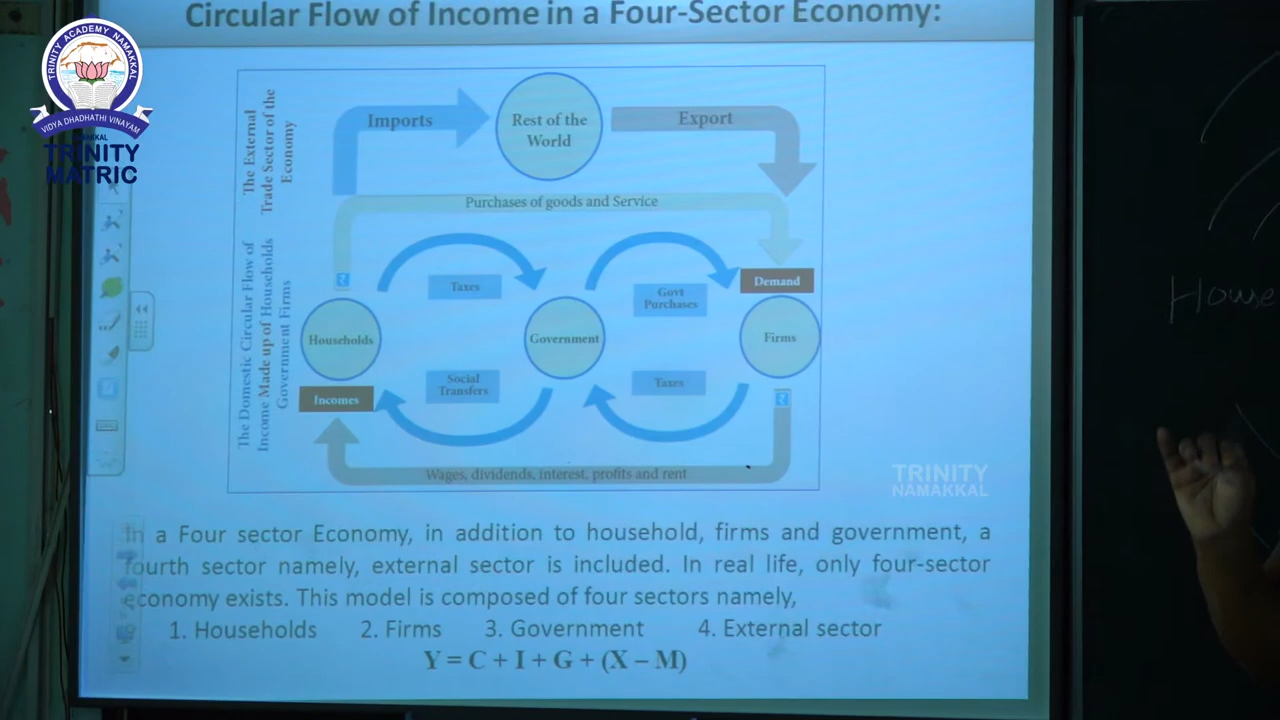 Circular Flow of Income in a Four-Sector Economy:
TRINITY ACADEMY NAMAKKAL
VIDYA DHADHATHI VINAYAM
NAMAKKAL
TRINITY
MATRIC
The External
Trade Sector of the
Economy
Imports
Rest of the
World
Export
Purchases of goods and Service
The Domestic Circular Flow of
Income Made up of Households
Government Firms
₹
Taxes
Govt
Purchases
Demand
Households
Government
Firms
Incomes
Social
Transfers
Taxes
₹
Wages, dividends, interest, profits and rent
TRINITY
NAMAKKAL
In a Four sector Economy, in addition to household, firms and government, a
fourth sector namely, external sector is included. In real life, only four-sector
economy exists. This model is composed of four sectors namely,
1. Households 2. Firms 3. Government 4. External sector
Y = C + I + G + (X – M)
House